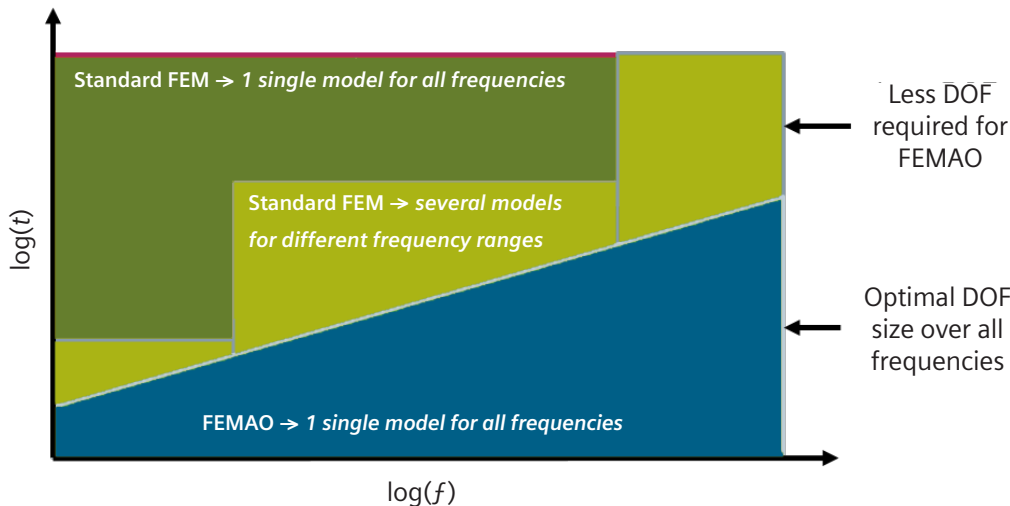 Standard FEM → 1 single model for all frequencies
Less DOF
required for
FEMAO
Standard FEM → several models
for different frequency ranges
log(t)
Optimal DOF
size over all
frequencies
FEMAO → 1 single model for all frequencies
log(f)